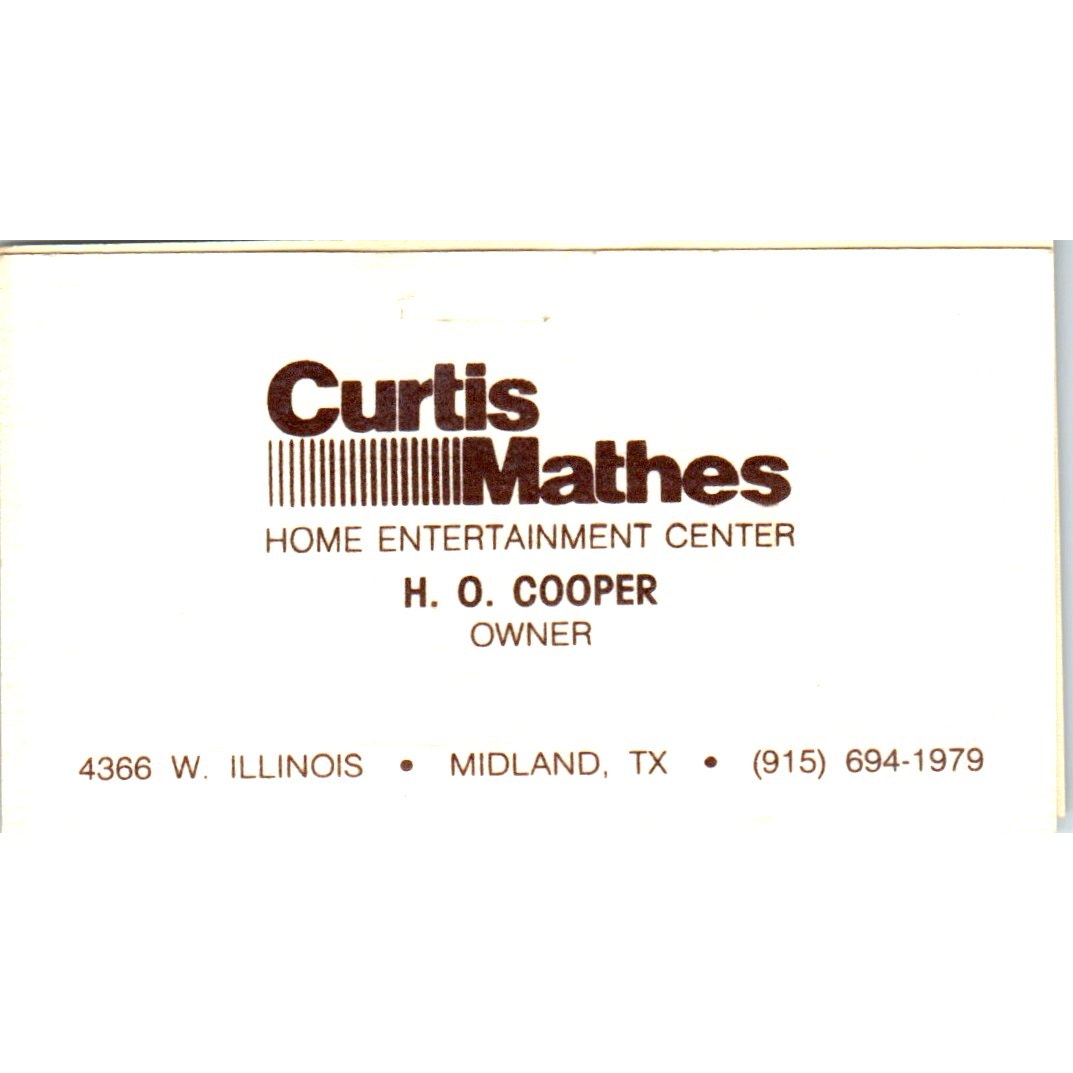 Curtis
Mathes
HOME ENTERTAINMENT CENTER
H. O. COOPER
OWNER
4366 W. ILLINOIS • MIDLAND, TX • (915) 694-1979